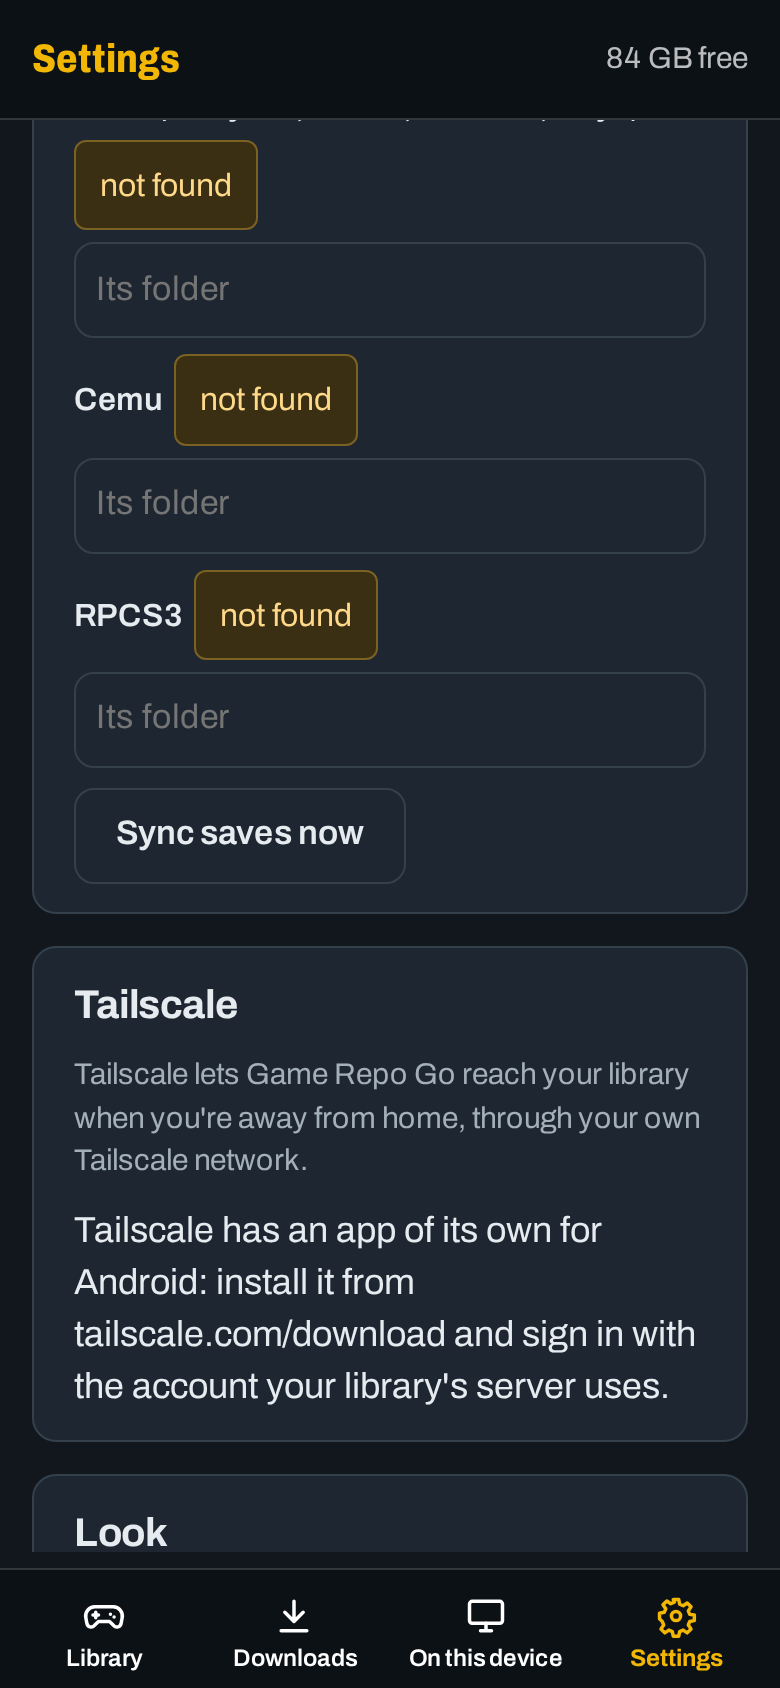 Settings
84 GB free
not found
Its folder
Cemu
not found
Its folder
RPCS3
not found
Its folder
Sync saves now
Tailscale
Tailscale lets Game Repo Go reach your library
when you're away from home, through your own
Tailscale network.
Tailscale has an app of its own for
Android: install it from
tailscale.com/download and sign in with
the account your library's server uses.
Look
Library
Downloads
On this device
Settings